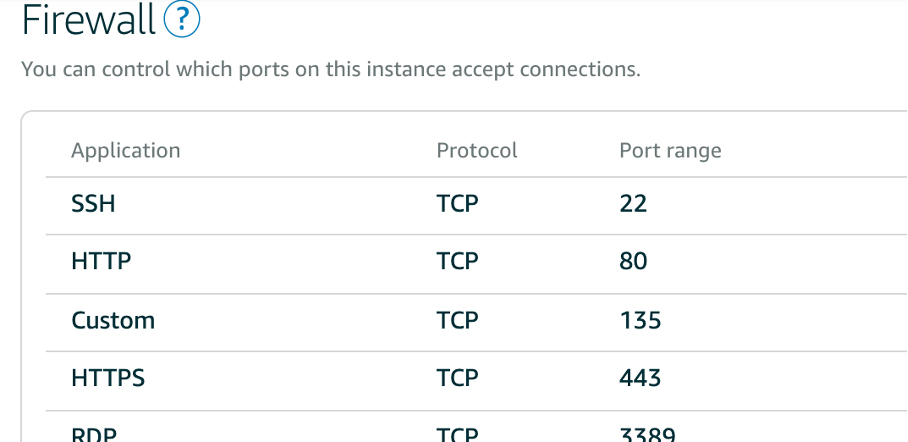 Firewall ?
You can control which ports on this instance accept connections.
Application Protocol Port range
SSH TCP 22
HTTP TCP 80
Custom TCP 135
HTTPS TCP 443
RDP TCP 3389